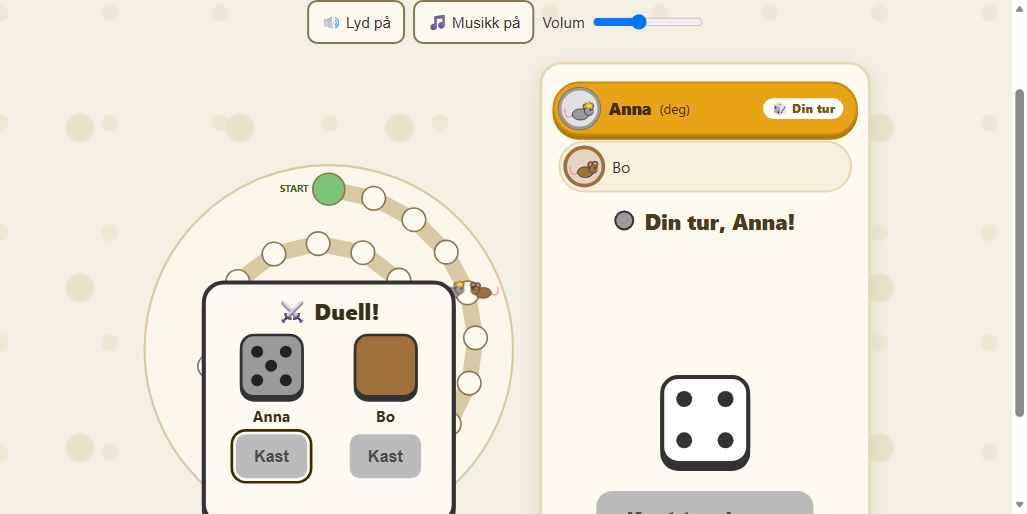 🔊 Lyd på 🎵 Musikk på Volum
Anna (deg) 🎲 Din tur
Bo
START
Din tur, Anna!
⚔️ Duell!
Anna Bo
Kast Kast